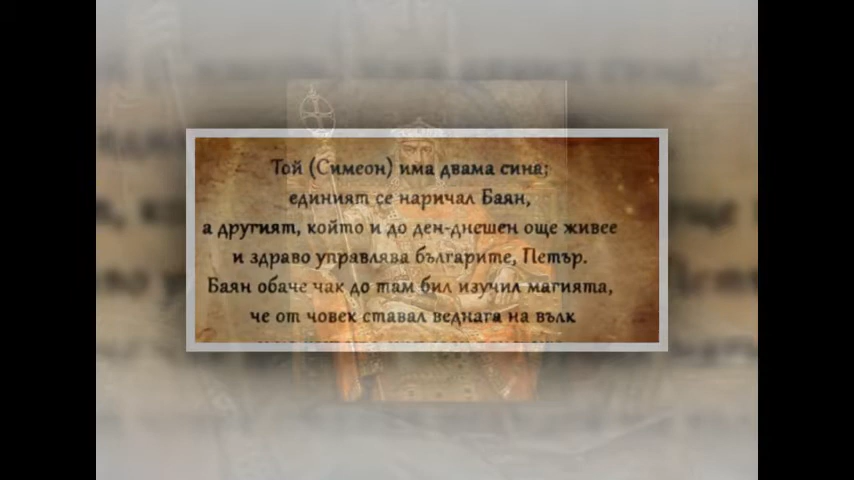 Той (Симеон) има двама сина;
единият се наричал Баян,
а другият, който и до ден-днешен още живее
и здраво управлява българите, Петър.
Баян обаче чак до там бил изучил магията,
че от човек ставал веднага на вълк